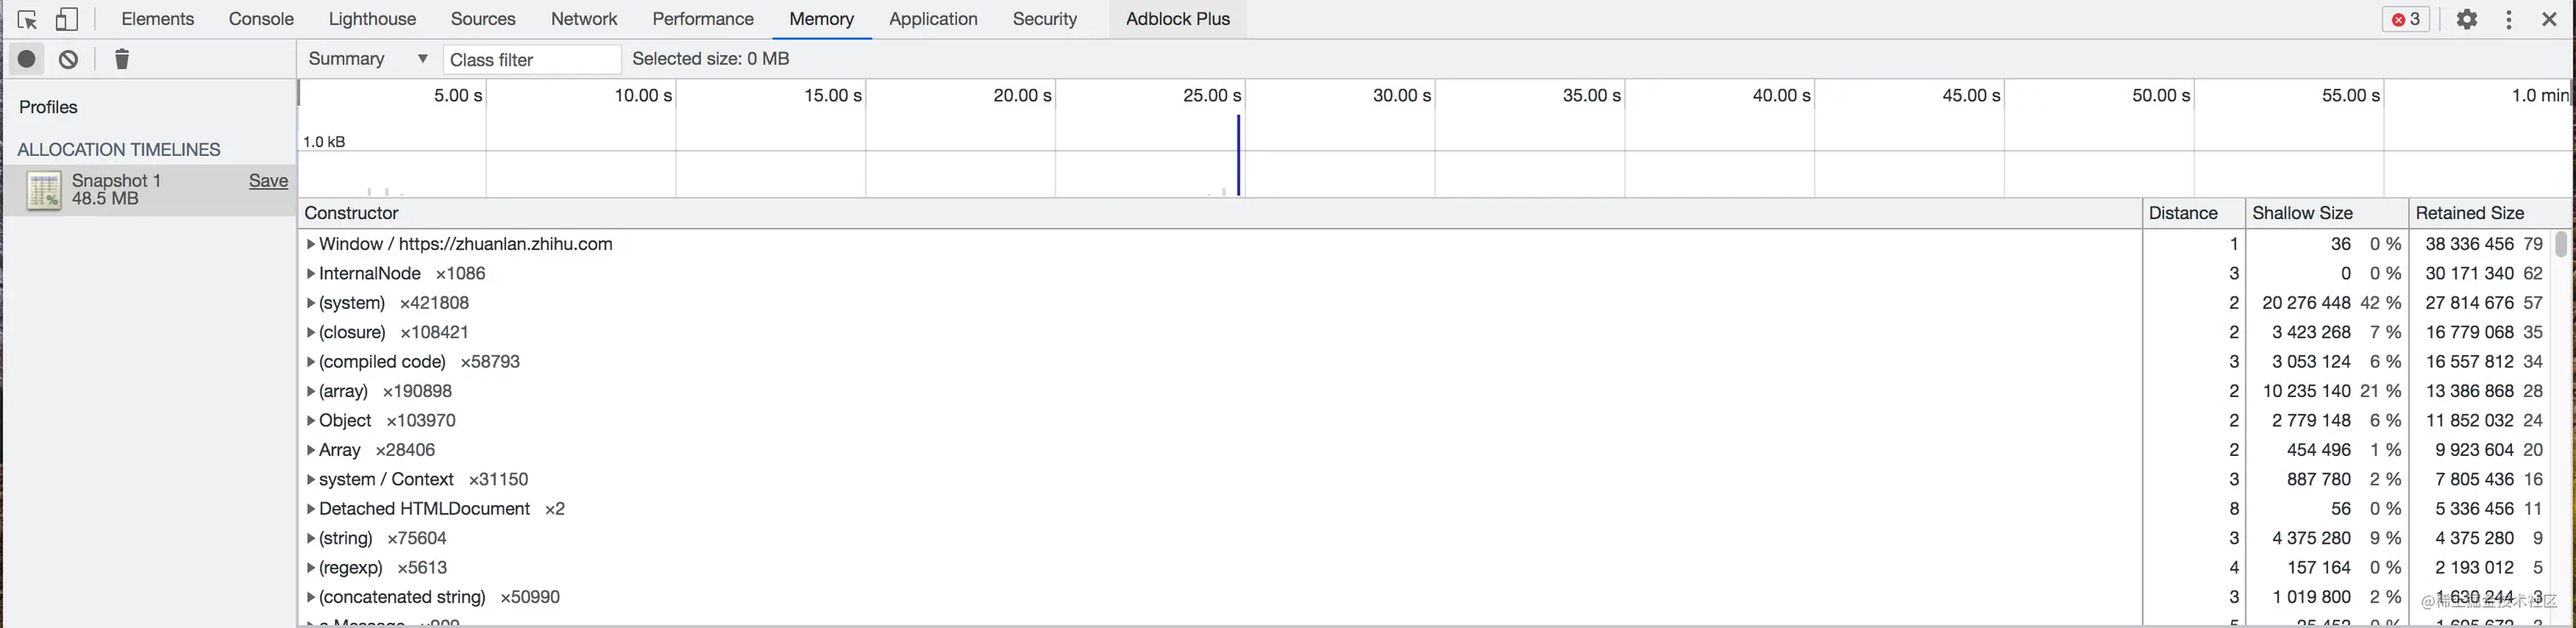 Elements Console Lighthouse Sources Network Performance Memory Application Security Adblock Plus 3
Summary ▼ Class filter Selected size: 0 MB
Profiles
ALLOCATION TIMELINES
Snapshot 1 Save
48.5 MB
5.00 s 10.00 s 15.00 s 20.00 s 25.00 s 30.00 s 35.00 s 40.00 s 45.00 s 50.00 s 55.00 s 1.0 min
1.0 kB
Constructor Distance Shallow Size Retained Size
Window / https://zhuanlan.zhihu.com 1 36 0 % 38 336 456 79
InternalNode ×1086 3 0 0 % 30 171 340 62
(system) ×421808 2 20 276 448 42 % 27 814 676 57
(closure) ×108421 2 3 423 268 7 % 16 779 068 35
(compiled code) ×58793 3 3 053 124 6 % 16 557 812 34
(array) ×190898 2 10 235 140 21 % 13 386 868 28
Object ×103970 2 2 779 148 6 % 11 852 032 24
Array ×28406 2 454 496 1 % 9 923 604 20
system / Context ×31150 3 887 780 2 % 7 805 436 16
Detached HTMLDocument ×2 8 56 0 % 5 336 456 11
(string) ×75604 3 4 375 280 9 % 4 375 280 9
(regexp) ×5613 4 157 164 0 % 2 193 012 5
(concatenated string) ×50990 3 1 019 800 2 % 1 630 244 3
@稀土掘金技术社区